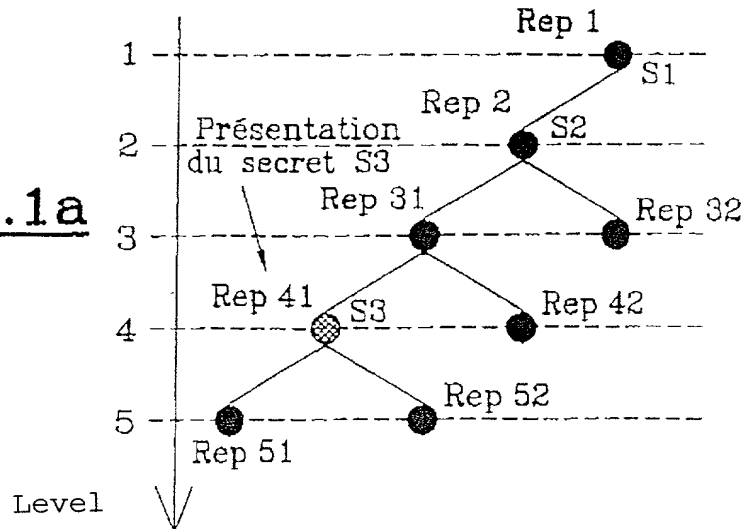 Rep 1
1
S1
Rep 2
S2
Présentation
du secret S3
2
.1a
Rep 31
Rep 32
3
Rep 41
S3
Rep 42
4
Rep 52
5
Rep 51
Level